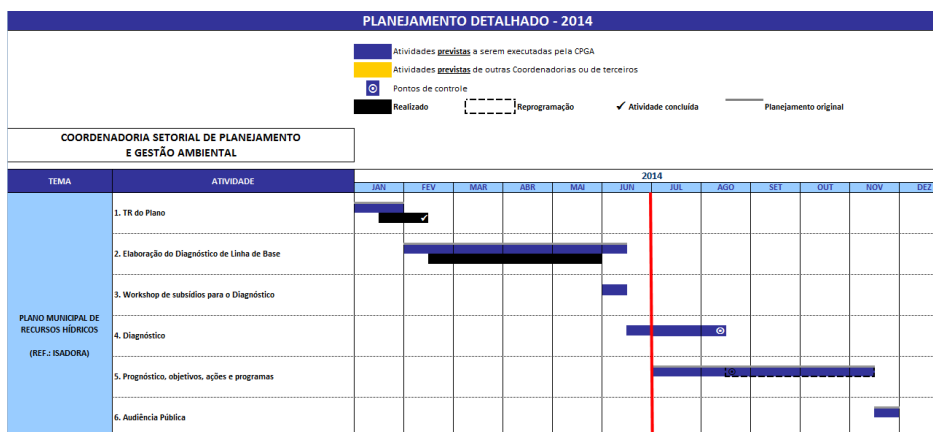 PLANEJAMENTO DETALHADO - 2014
Atividades previstas a serem executadas pela CPGA
Atividades previstas de outras Coordenadorias ou de terceiros
Pontos de controle
Realizado Reprogramação ✓ Atividade concluída Planejamento original
COORDENADORIA SETORIAL DE PLANEJAMENTO
E GESTÃO AMBIENTAL
TEMA ATIVIDADE 2014
JAN FEV MAR ABR MAI JUN JUL AGO SET OUT NOV DEZ
1. TR do Plano
2. Elaboração do Diagnóstico de Linha de Base
3. Workshop de subsídios para o Diagnóstico
PLANO MUNICIPAL DE
RECURSOS HÍDRICOS
(REF.: ISADORA)
4. Diagnóstico
5. Prognóstico, objetivos, ações e programas
6. Audiência Pública